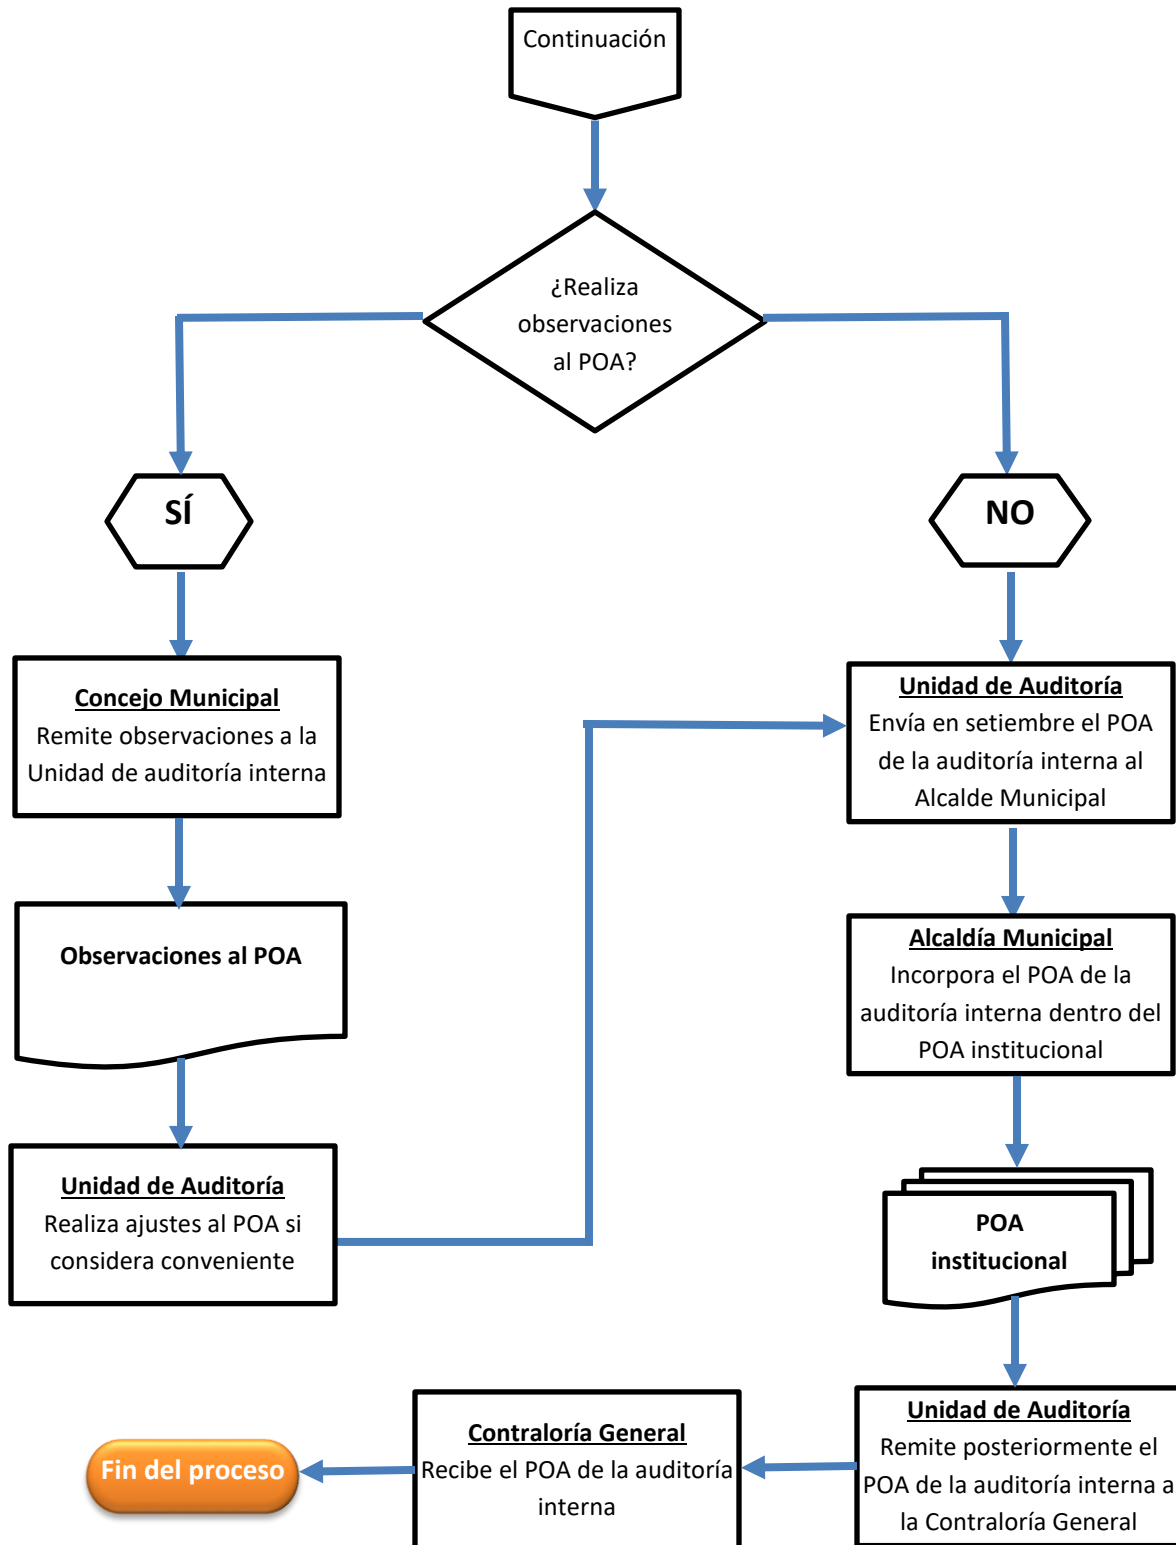 Continuación
¿Realiza
observaciones
al POA?
SÍ
NO
Concejo Municipal
Remite observaciones a la
Unidad de auditoría interna
Unidad de Auditoría
Envía en setiembre el POA
de la auditoría interna al
Alcalde Municipal
Observaciones al POA
Alcaldía Municipal
Incorpora el POA de la
auditoría interna dentro del
POA institucional
Unidad de Auditoría
Realiza ajustes al POA si
considera conveniente
POA
institucional
Unidad de Auditoría
Remite posteriormente el
POA de la auditoría interna a
la Contraloría General
Contraloría General
Recibe el POA de la auditoría
interna
Fin del proceso